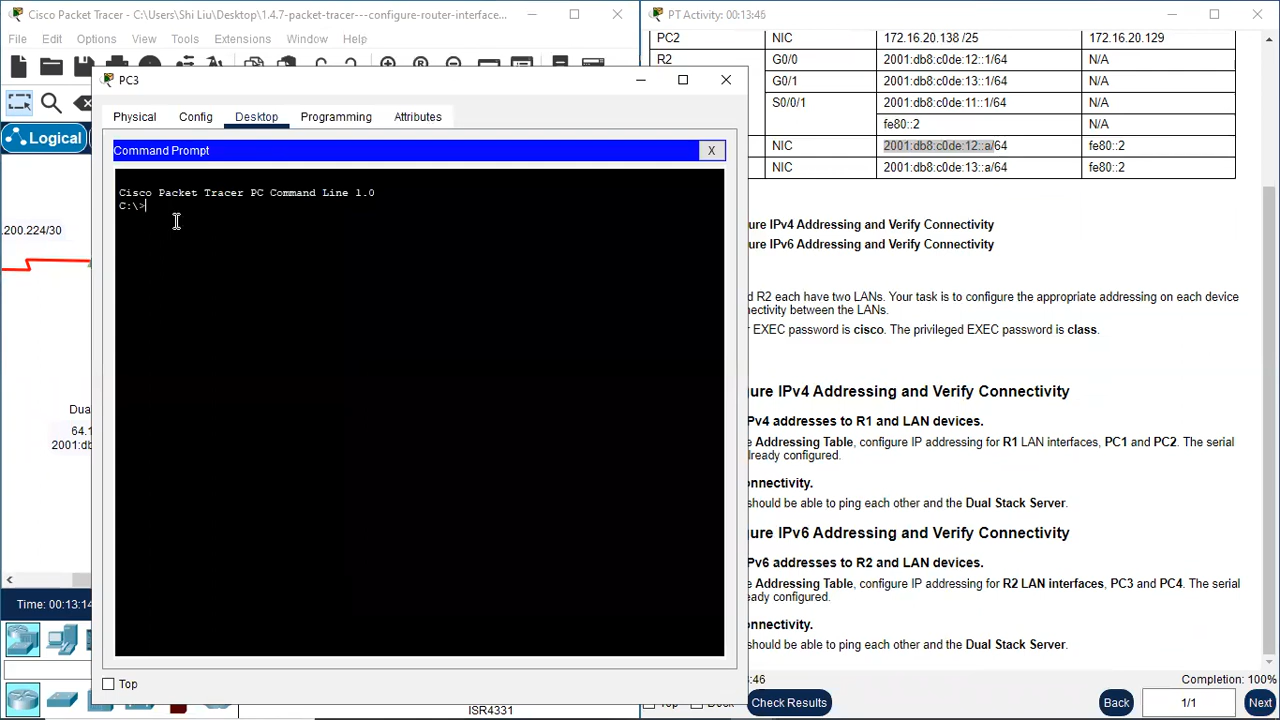 Cisco Packet Tracer - C:\Users\Shi Liu\Desktop\1.4.7-packet-tracer---configure-router-interface...
File Edit Options View Tools Extensions Window Help
Logical
.200.224/30
Dua
64.1
2001:db
Time: 00:13:14
PC3
Physical Config Desktop Programming Attributes
Command Prompt X
Cisco Packet Tracer PC Command Line 1.0
C:\>
Top
ISR4331
PT Activity: 00:13:46
PC2 NIC 172.16.20.138 /25 172.16.20.129
R2 G0/0 2001:db8:c0de:12::1/64 N/A
G0/1 2001:db8:c0de:13::1/64 N/A
S0/0/1 2001:db8:c0de:11::1/64 N/A
fe80::2 N/A
NIC 2001:db8:c0de:12::a/64 fe80::2
NIC 2001:db8:c0de:13::a/64 fe80::2
ure IPv4 Addressing and Verify Connectivity
ure IPv6 Addressing and Verify Connectivity
d R2 each have two LANs. Your task is to configure the appropriate addressing on each device
nectivity between the LANs.
r EXEC password is cisco. The privileged EXEC password is class.
ure IPv4 Addressing and Verify Connectivity
Pv4 addresses to R1 and LAN devices.
e Addressing Table, configure IP addressing for R1 LAN interfaces, PC1 and PC2. The serial
lready configured.
onnectivity.
should be able to ping each other and the Dual Stack Server.
ure IPv6 Addressing and Verify Connectivity
Pv6 addresses to R2 and LAN devices.
e Addressing Table, configure IP addressing for R2 LAN interfaces, PC3 and PC4. The serial
eady configured.
onnectivity.
should be able to ping each other and the Dual Stack Server.
3:46 Completion: 100%
Top Dock Check Results Back 1/1 Next